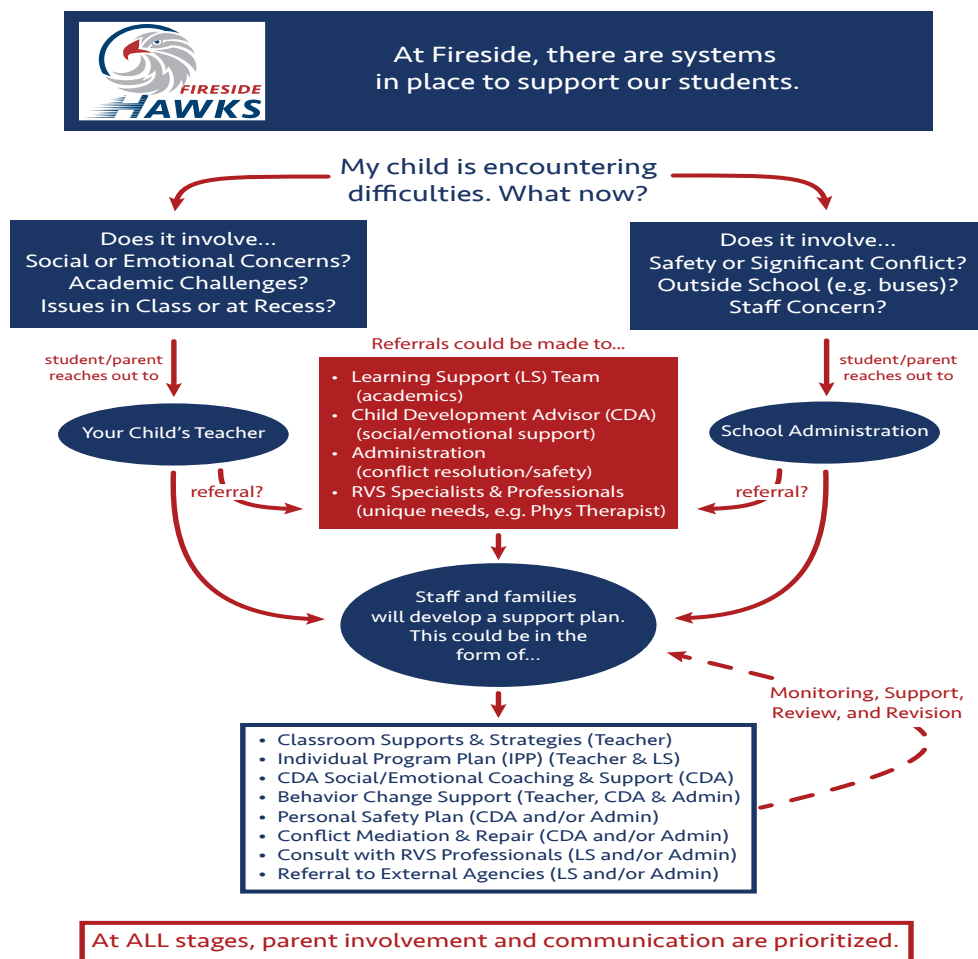 FIRESIDE
HAWKS
At Fireside, there are systems
in place to support our students.
My child is encountering
difficulties. What now?
Does it involve...
Social or Emotional Concerns?
Academic Challenges?
Issues in Class or at Recess?
Does it involve...
Safety or Significant Conflict?
Outside School (e.g. buses)?
Staff Concern?
student/parent
reaches out to
Referrals could be made to...
student/parent
reaches out to
Your Child's Teacher
• Learning Support (LS) Team
(academics)
• Child Development Advisor (CDA)
(social/emotional support)
• Administration
(conflict resolution/safety)
• RVS Specialists & Professionals
(unique needs, e.g. Phys Therapist)
School Administration
referral?
referral?
Staff and families
will develop a support plan.
This could be in the
form of...
Monitoring, Support,
Review, and Revision
• Classroom Supports & Strategies (Teacher)
• Individual Program Plan (IPP) (Teacher & LS)
• CDA Social/Emotional Coaching & Support (CDA)
• Behavior Change Support (Teacher, CDA & Admin)
• Personal Safety Plan (CDA and/or Admin)
• Conflict Mediation & Repair (CDA and/or Admin)
• Consult with RVS Professionals (LS and/or Admin)
• Referral to External Agencies (LS and/or Admin)
At ALL stages, parent involvement and communication are prioritized.